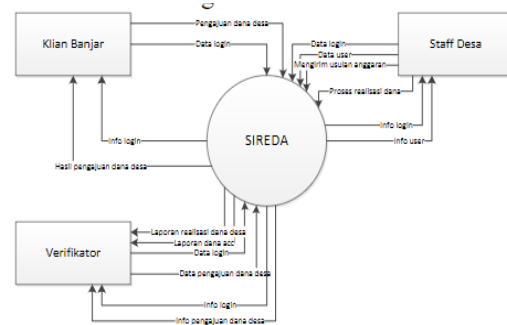 Klian Banjar
Pengajuan dana desa
Data login
Staff Desa
Data login
Data user
Mengirim usulan anggaran
Proses realisasi dana
SIREDA
Info login
Info login
Info user
Hasil pengajuan dana desa
Verifikator
Laporan realisasi dana desa
Laporan dana acc
Data login
Data pengajuan dana desa
Info login
Info pengajuan dana desa